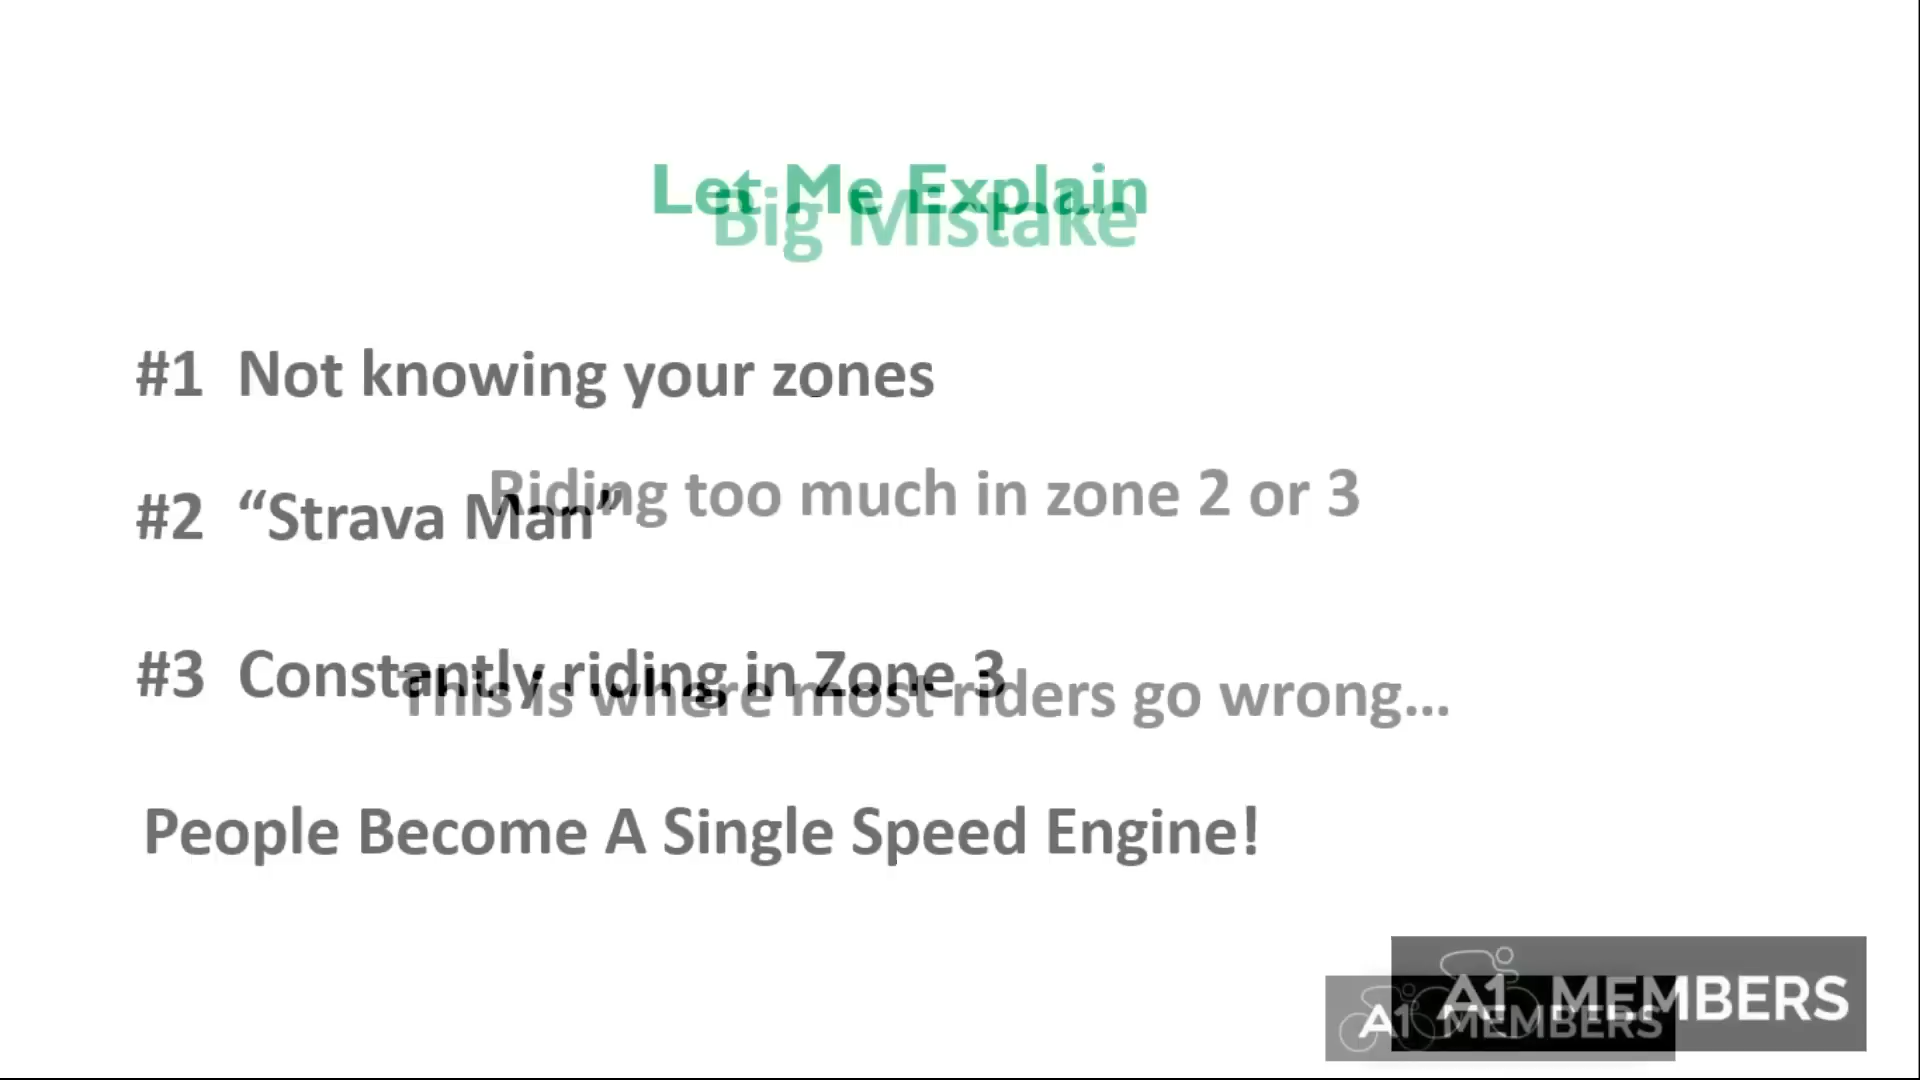 Let Me Explain
Big Mistake
#1 Not knowing your zones
Riding too much in zone 2 or 3
#2 “Strava Man”
#3 Constantly riding in Zone 3
This is where most riders go wrong...
People Become A Single Speed Engine!
A1 MEMBERS
A1 MEMBERS